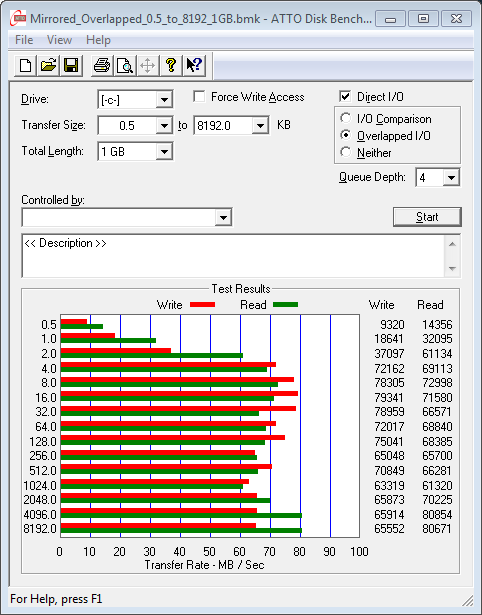 Mirrored_Overlapped_0.5_to_8192_1GB.bmk - ATTO Disk Bench...
File View Help
Drive: [-c-] Force Write Access Direct I/O
Transfer Size: 0.5 to 8192.0 KB I/O Comparison
Overlapped I/O
Total Length: 1 GB Neither
Queue Depth: 4
Controlled by:
Start
<< Description >>
Test Results
Write Read Write Read
0.5 9320 14356
1.0 18641 32095
2.0 37097 61134
4.0 72162 69113
8.0 78305 72998
16.0 79341 71580
32.0 78959 66571
64.0 72017 68840
128.0 75041 68385
256.0 65048 65700
512.0 70849 66281
1024.0 63319 61320
2048.0 65873 70225
4096.0 65914 80854
8192.0 65552 80671
0 10 20 30 40 50 60 70 80 90 100
Transfer Rate - MB / Sec
For Help, press F1